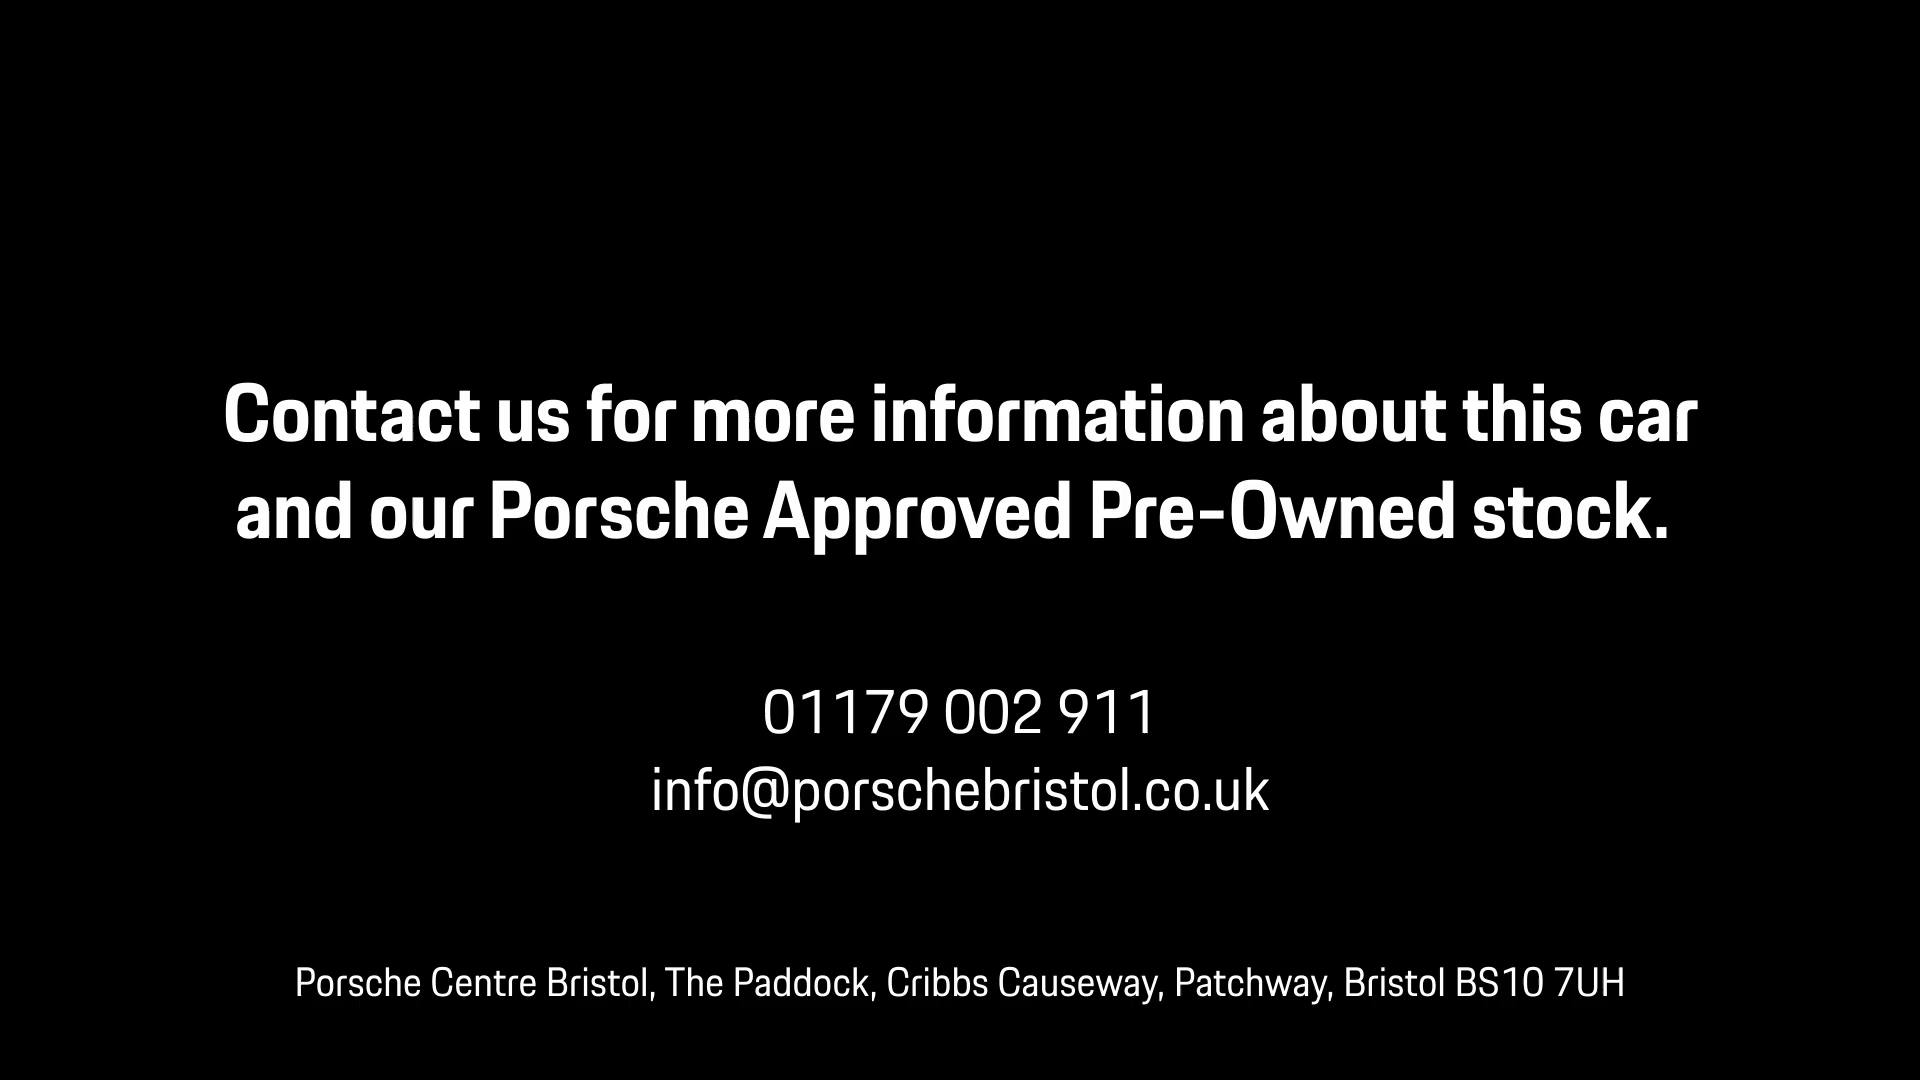 Contact us for more information about this car
and our Porsche Approved Pre-Owned stock.
01179 002 911
info@porschebristol.co.uk
Porsche Centre Bristol, The Paddock, Cribbs Causeway, Patchway, Bristol BS10 7UH